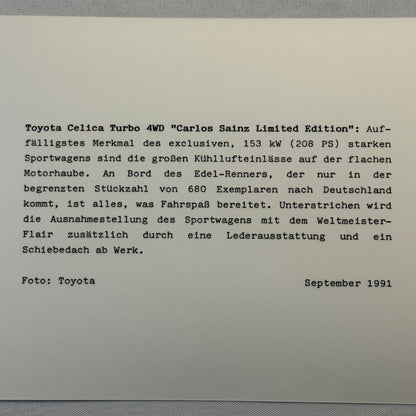 Toyota Celica Turbo 4WD "Carlos Sainz Limited Edition": Auf-
fälligstes Merkmal des exclusiven, 153 kW (208 PS) starken
Sportwagens sind die großen Kühllufteinlässe auf der flachen
Motorhaube. An Bord des Edel-Renners, der nur in der
begrenzten Stückzahl von 680 Exemplaren nach Deutschland
kommt, ist alles, was Fahrspaß bereitet. Unterstrichen wird
die Ausnahmestellung des Sportwagens mit dem Weltmeister-
Flair zusätzlich durch eine Lederausstattung und ein
Schiebedach ab Werk.
Foto: Toyota September 1991